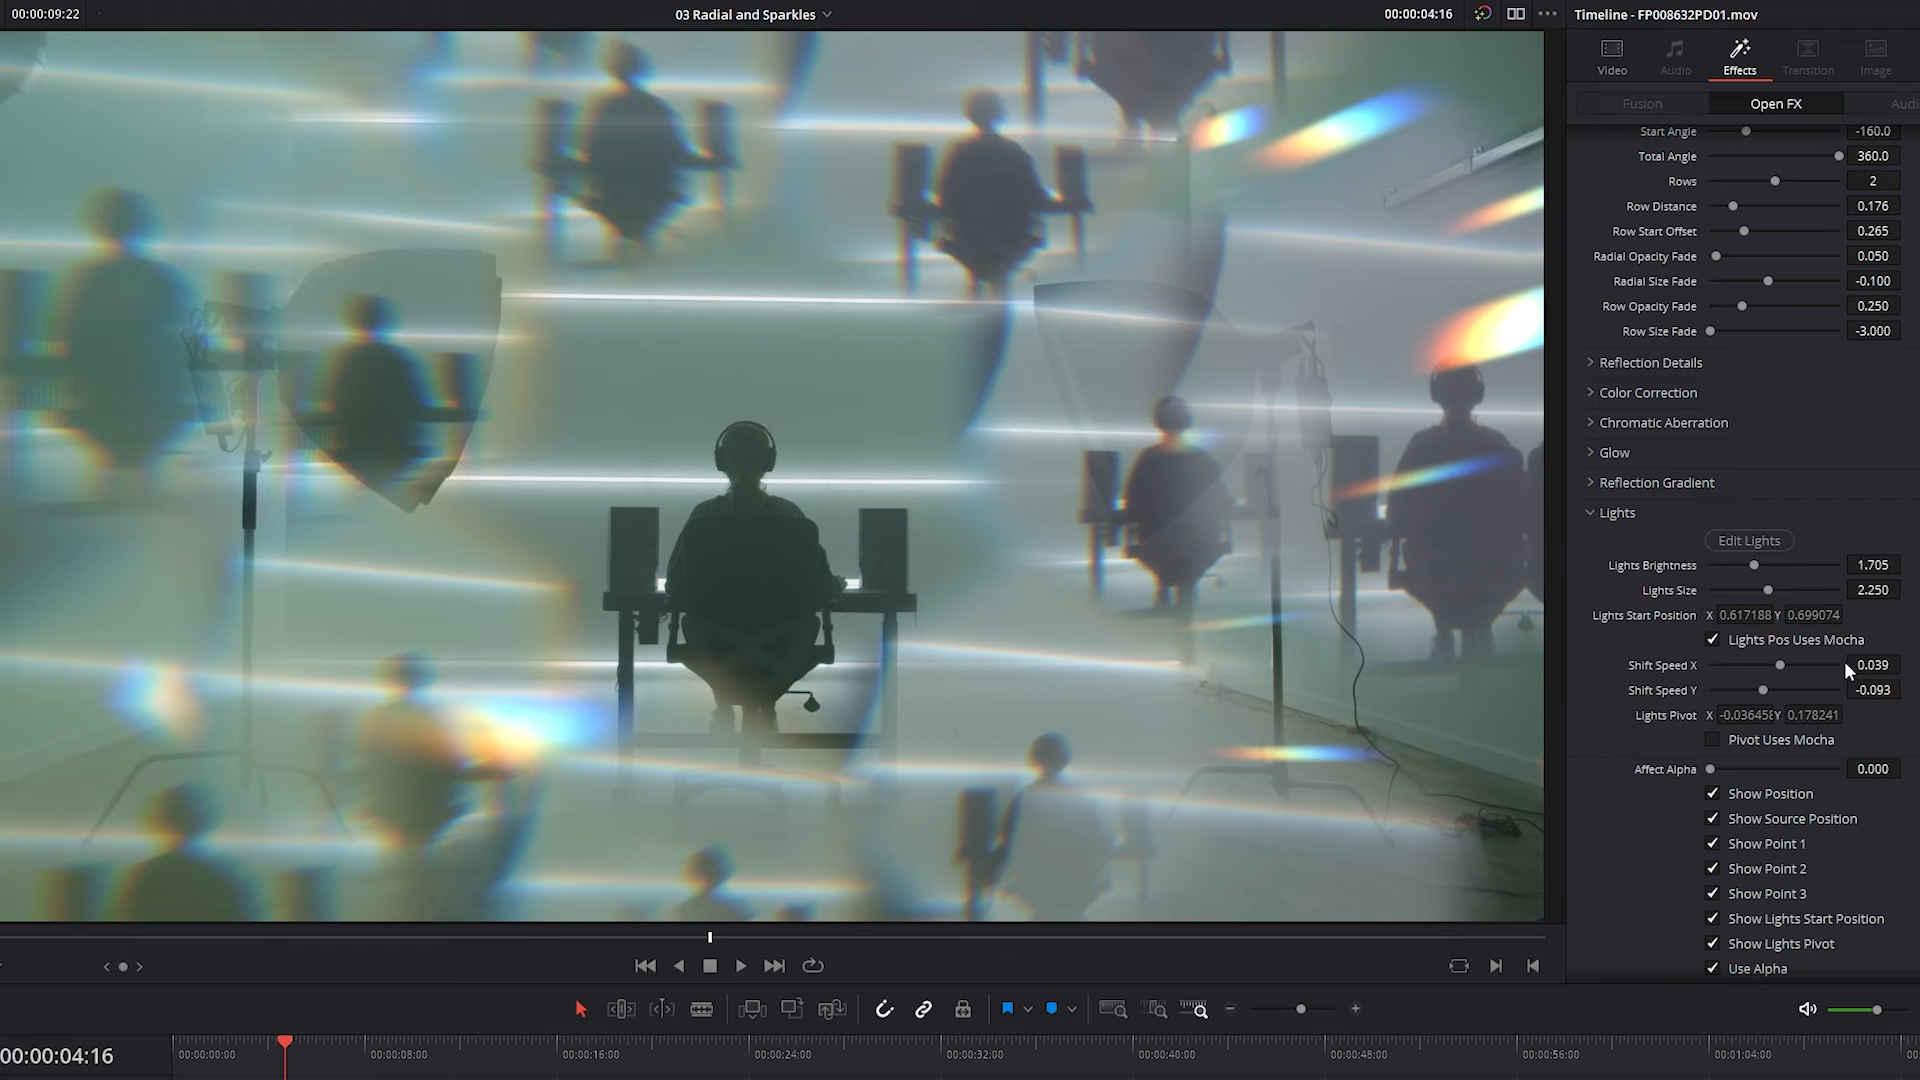 00:00:09:22
03 Radial and Sparkles
00:00:04:16
Timeline - FP008632PD01.mov
Video
Audio
Effects
Transition
Image
Fusion
Open FX
Start Angle -160.0
Total Angle 360.0
Rows 2
Row Distance 0.176
Row Start Offset 0.265
Radial Opacity Fade 0.050
Radial Size Fade -0.100
Row Opacity Fade 0.250
Row Size Fade -3.000
Reflection Details
Color Correction
Chromatic Aberration
Glow
Reflection Gradient
Lights
Edit Lights
Lights Brightness 1.705
Lights Size 2.250
Lights Start Position X 0.617188 Y 0.699074
Lights Pos Uses Mocha
Shift Speed X 0.039
Shift Speed Y -0.093
Lights Pivot X -0.036458 Y 0.178241
Pivot Uses Mocha
Affect Alpha 0.000
Show Position
Show Source Position
Show Point 1
Show Point 2
Show Point 3
Show Lights Start Position
Show Lights Pivot
Use Alpha
00:00:04:16
00:00:00:00
00:00:08:00
00:00:16:00
00:00:24:00
00:00:32:00
00:00:40:00
00:00:48:00
00:00:56:00
00:01:04:00